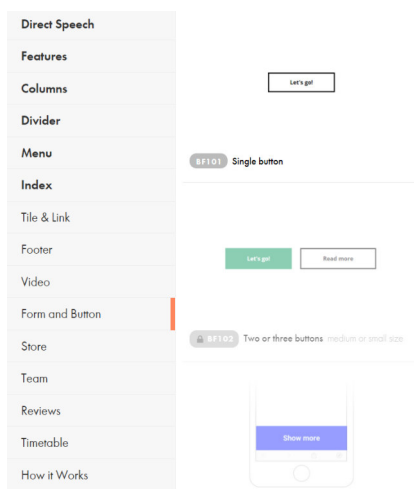 Direct Speech
Features
Columns
Divider
Menu
Index
Tile & Link
Footer
Video
Form and Button
Store
Team
Reviews
Timetable
How it Works
Let's go!
BF101 Single button
Let's go! Read more
BF102 Two or three buttons medium or small size
Show more